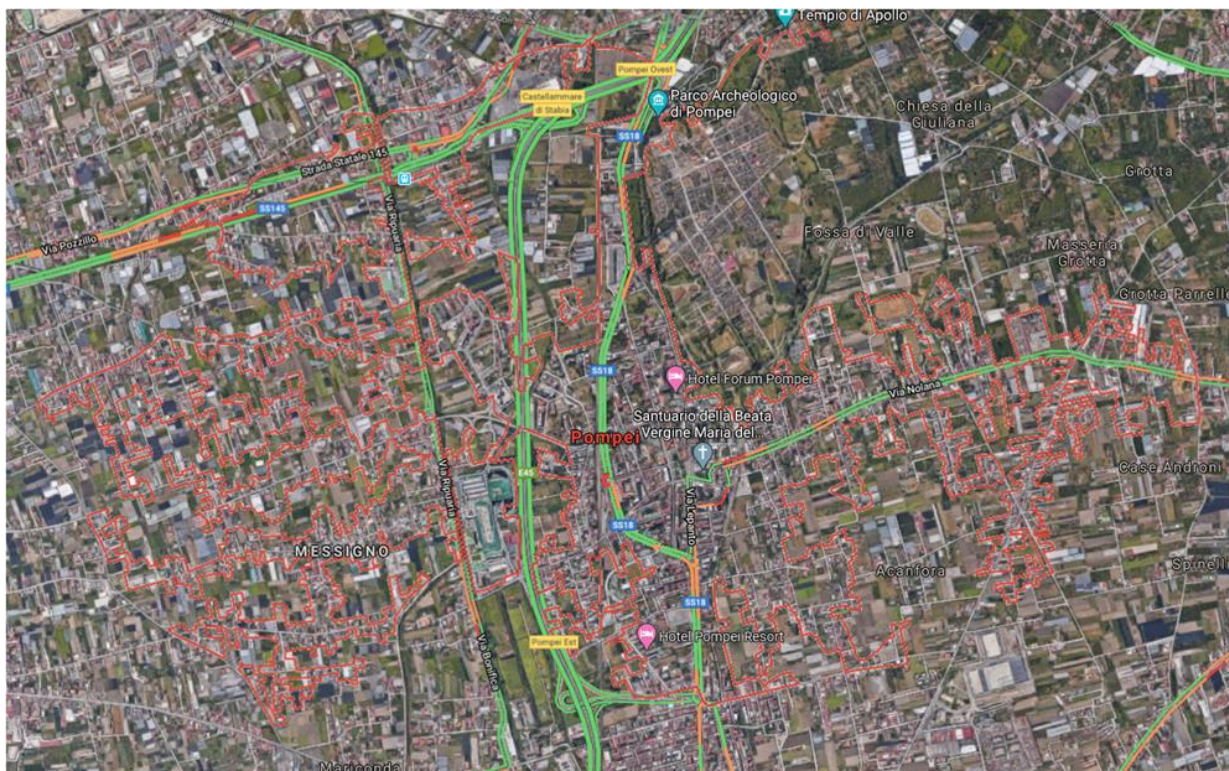 Tempio di Apollo
Pompei Ovest
Castellammare
di Stabia
Parco Archeologico
di Pompei
Chiesa della
Giuliana
SS18
Strada Statale 145
Grotta
Via Ripuaria
SS145
Via Pozzillo
Fossa di Valle
Masseria
Grotta
Grotta Parrell
SS18
Hotel Forum Pompei
Via Nolana
Santuario della Beata
Vergine Maria del...
Pompei
E45
Case Androni
Via Ripuaria
Via Lepanto
SS18
MESSIGNO
Acanfora
Spinell
SS18
Pompei Est
Hotel Pompei Resort
Via Bonifica
Mariconda